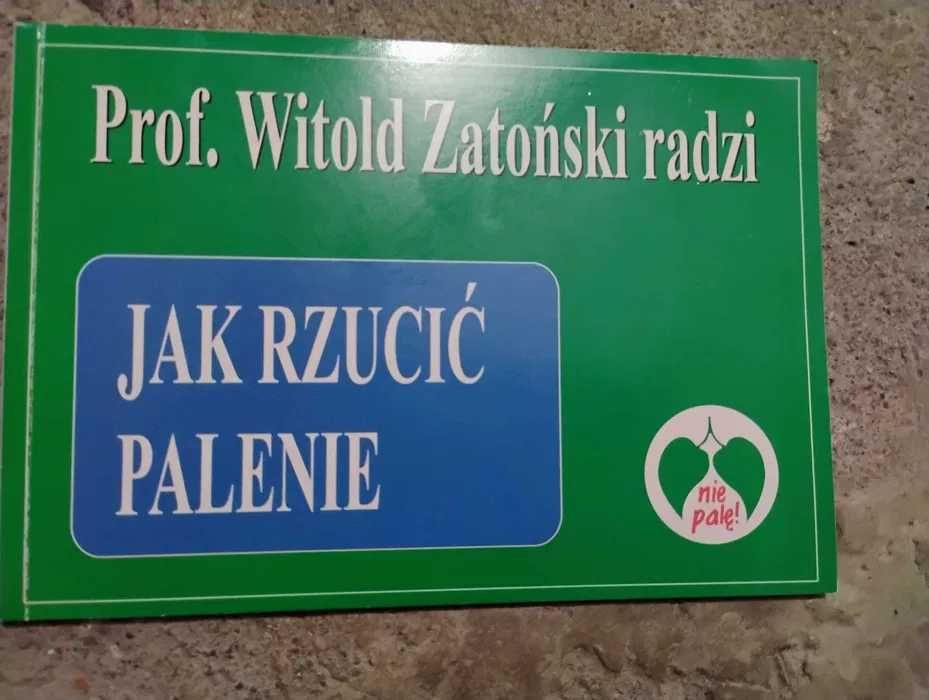 Prof. Witold Zatoński radzi
JAK RZUCIĆ
PALENIE
nie
palę!